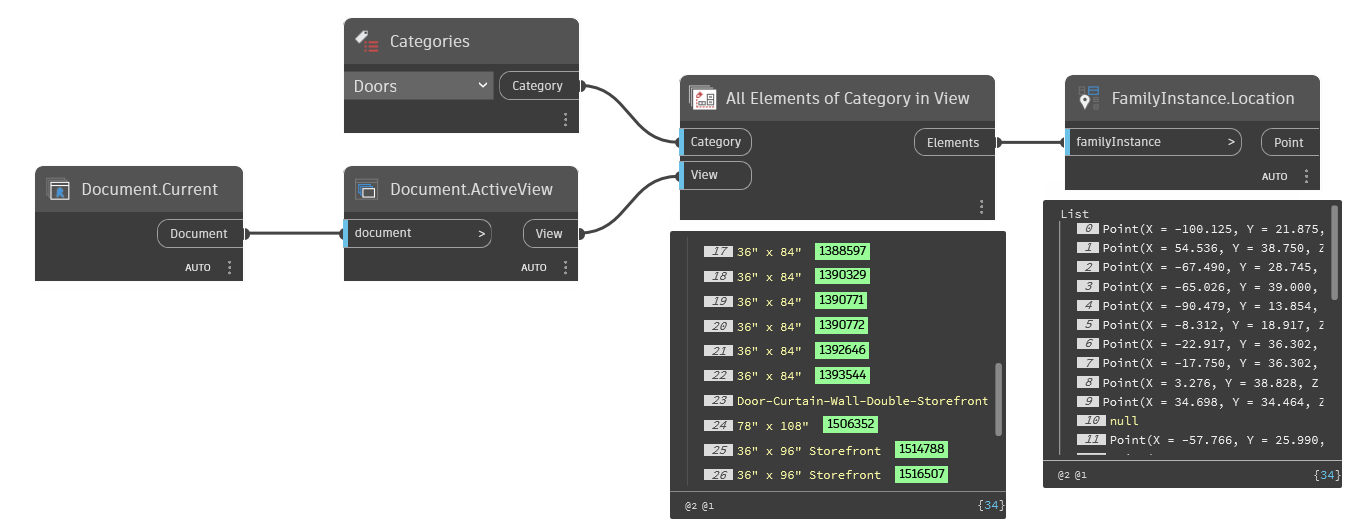 Categories
Doors
Category
Document.Current
Document
AUTO
Document.ActiveView
document >
View
AUTO
All Elements of Category in View
Category
Elements
View
17 36" x 84" 1388597
18 36" x 84" 1390329
19 36" x 84" 1390771
20 36" x 84" 1390772
21 36" x 84" 1392646
22 36" x 84" 1393544
23 Door-Curtain-Wall-Double-Storefront
24 78" x 108" 1506352
25 36" x 96" Storefront 1514788
26 36" x 96" Storefront 1516507
@2 @1 {34}
FamilyInstance.Location
familyInstance >
Point
AUTO
List
0 Point(X = -100.125, Y = 21.875,
1 Point(X = 54.536, Y = 38.750, Z
2 Point(X = -67.490, Y = 28.745,
3 Point(X = -65.026, Y = 39.000,
4 Point(X = -90.479, Y = 13.854,
5 Point(X = -8.312, Y = 18.917, Z
6 Point(X = -22.917, Y = 36.302,
7 Point(X = -17.750, Y = 36.302,
8 Point(X = 3.276, Y = 38.828, Z
9 Point(X = 34.698, Y = 34.464, Z
10 null
11 Point(X = -57.766, Y = 25.990,
@2 @1 {34}